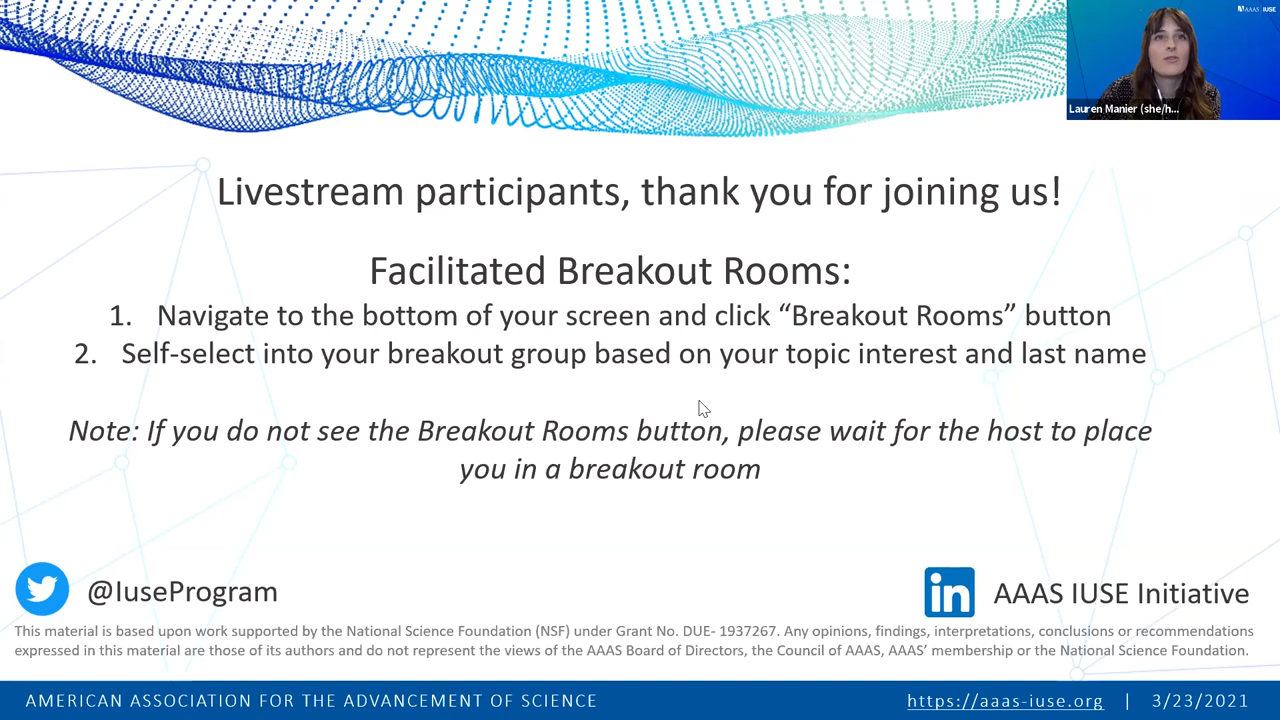 AAAS | IUSE
Lauren Manier (she/h...
Livestream participants, thank you for joining us!
Facilitated Breakout Rooms:
1. Navigate to the bottom of your screen and click “Breakout Rooms” button
2. Self-select into your breakout group based on your topic interest and last name
Note: If you do not see the Breakout Rooms button, please wait for the host to place
you in a breakout room
@IuseProgram
in AAAS IUSE Initiative
This material is based upon work supported by the National Science Foundation (NSF) under Grant No. DUE- 1937267. Any opinions, findings, interpretations, conclusions or recommendations
expressed in this material are those of its authors and do not represent the views of the AAAS Board of Directors, the Council of AAAS, AAAS’ membership or the National Science Foundation.
AMERICAN ASSOCIATION FOR THE ADVANCEMENT OF SCIENCE
https://aaas-iuse.org | 3/23/2021